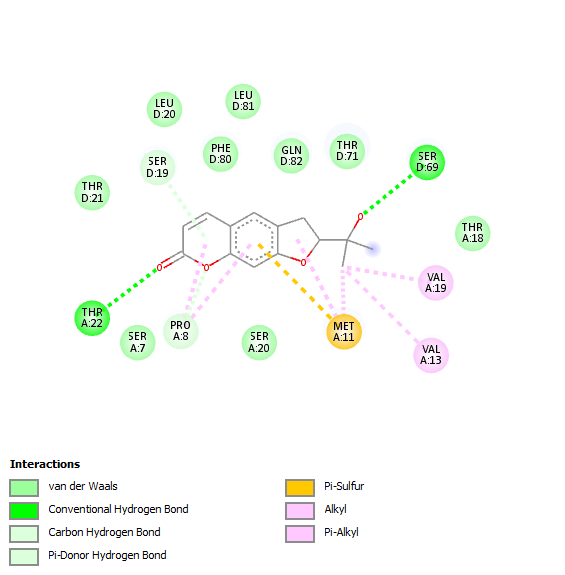 LEU
D:20
LEU
D:81
SER
D:19
PHE
D:80
GLN
D:82
THR
D:71
SER
D:69
THR
D:21
O
THR
A:18
O
O
O
VAL
A:19
THR
A:22
SER
A:7
PRO
A:8
SER
A:20
MET
A:11
VAL
A:13
Interactions
van der Waals
Conventional Hydrogen Bond
Carbon Hydrogen Bond
Pi-Donor Hydrogen Bond
Pi-Sulfur
Alkyl
Pi-Alkyl